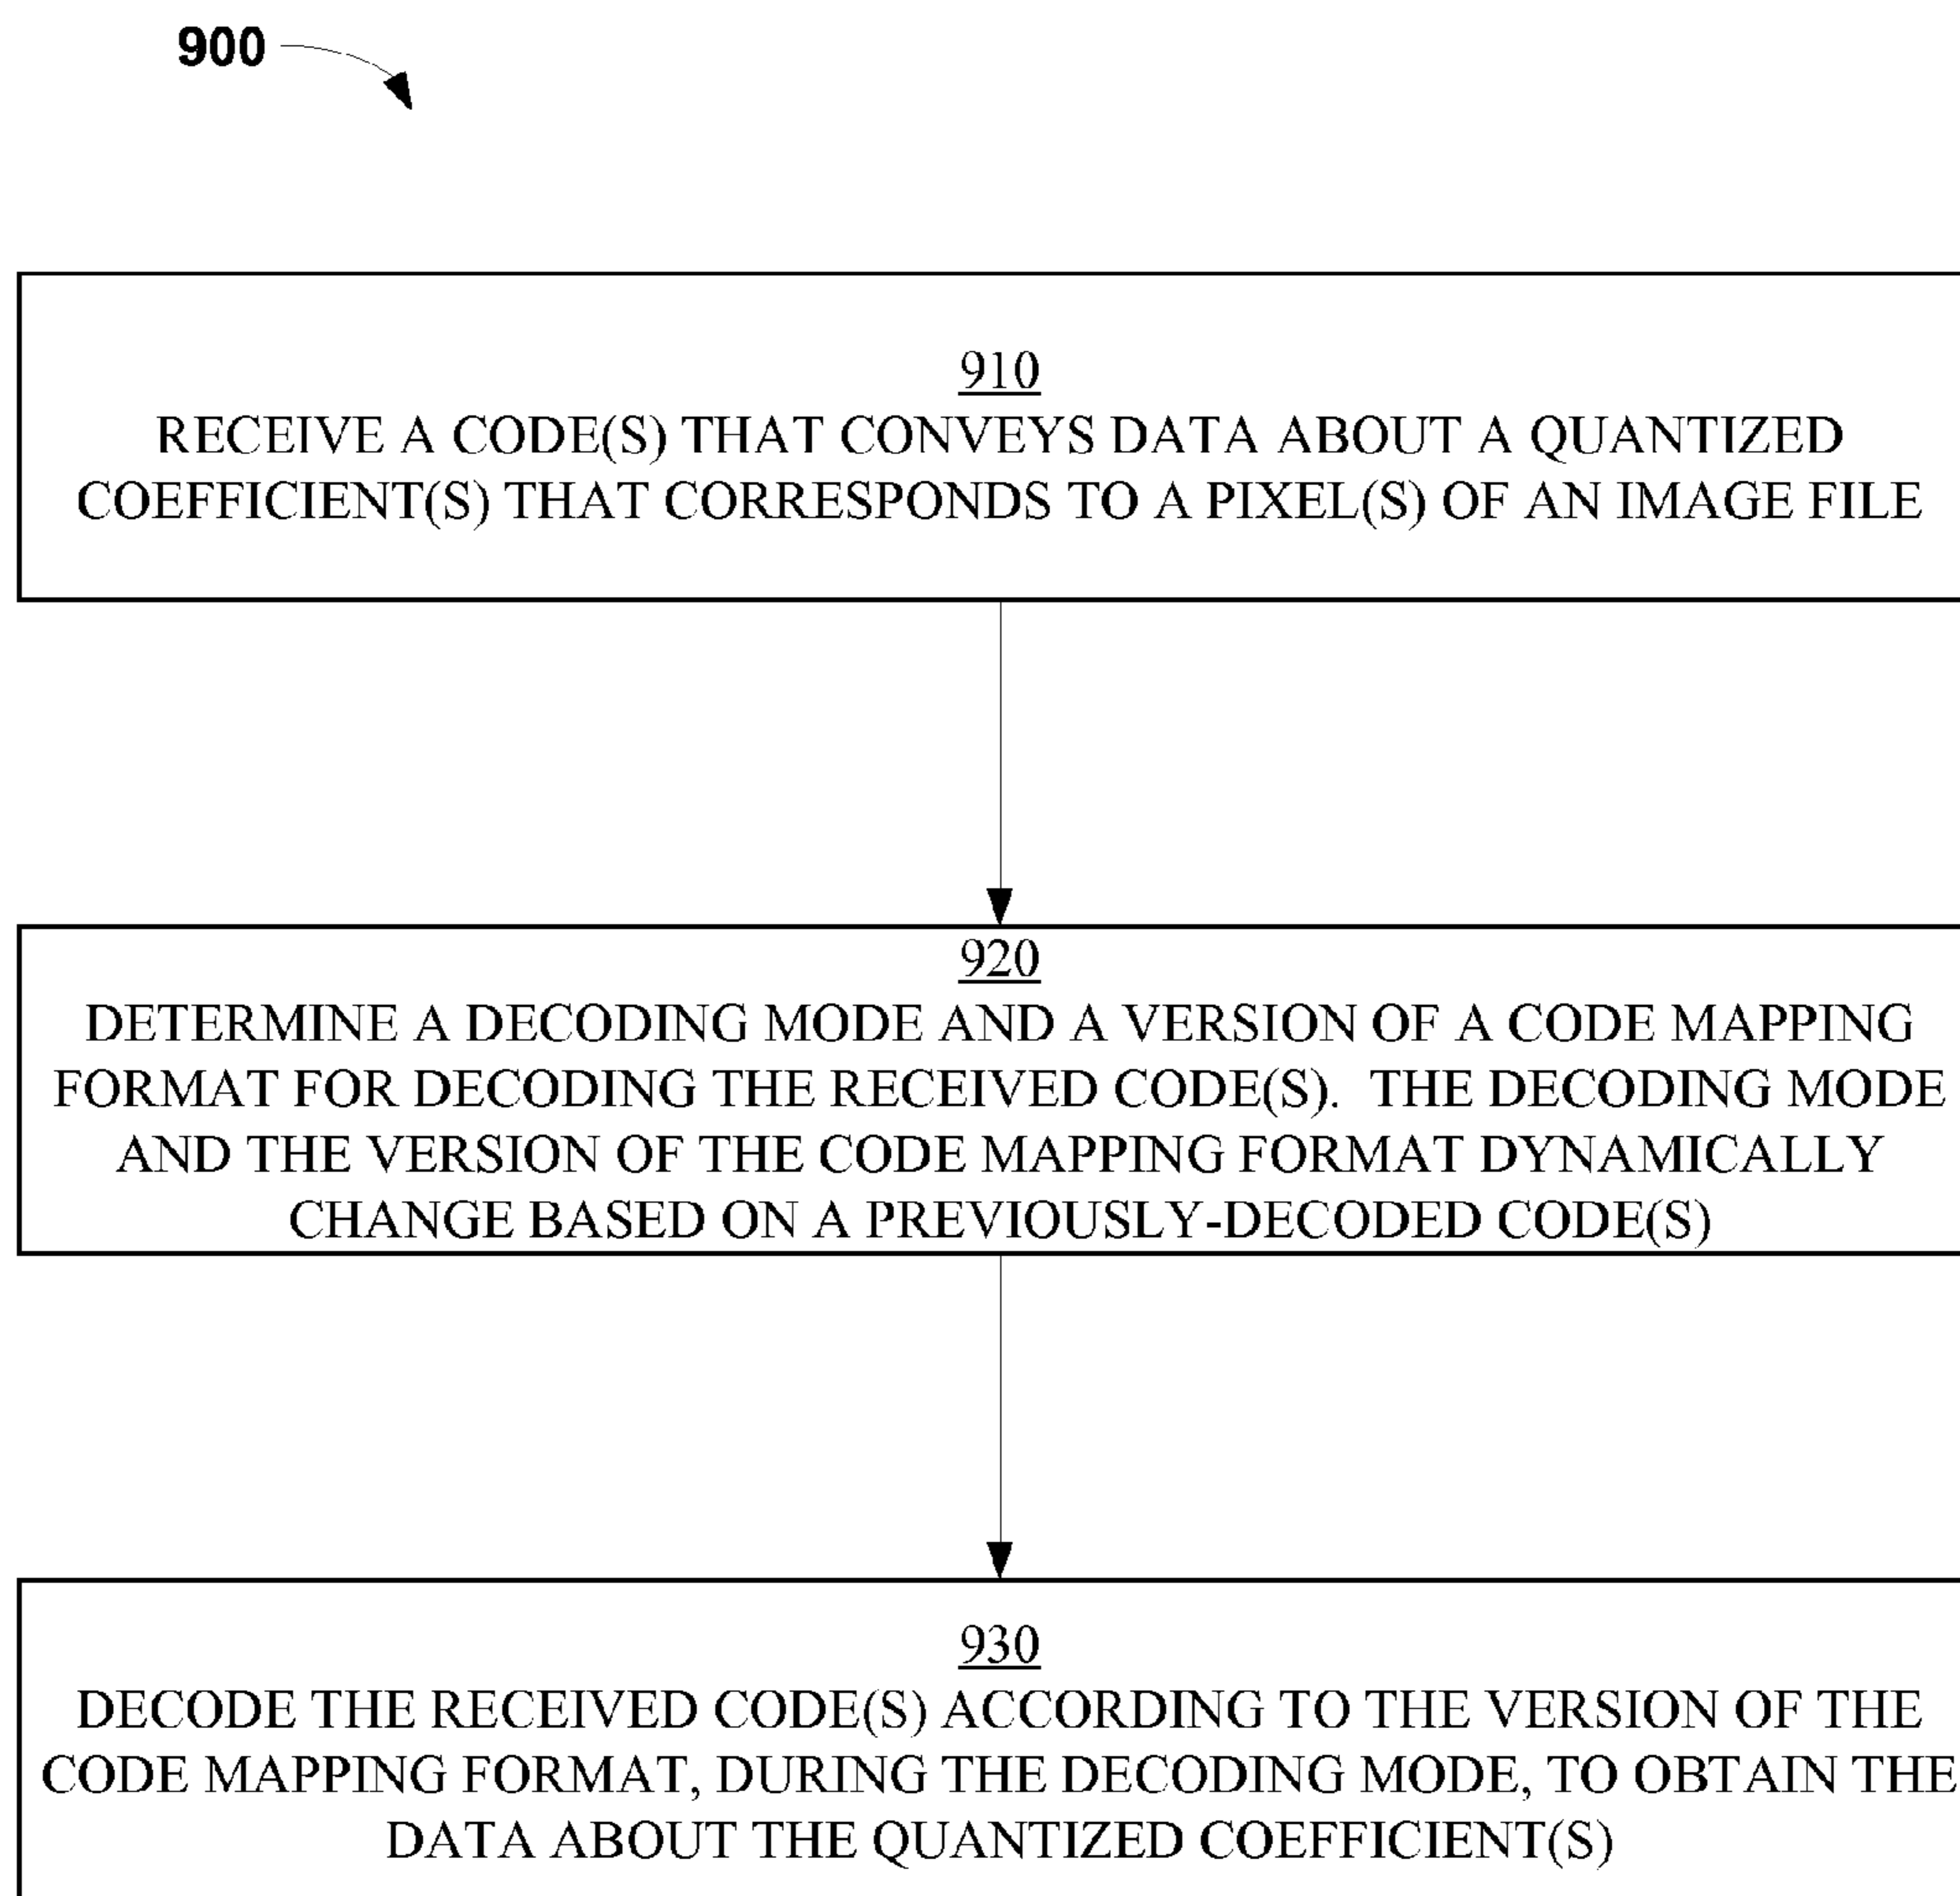 900
910
RECEIVE A CODE(S) THAT CONVEYS DATA ABOUT A QUANTIZED
COEFFICIENT(S) THAT CORRESPONDS TO A PIXEL(S) OF AN IMAGE FILE
920
DETERMINE A DECODING MODE AND A VERSION OF A CODE MAPPING
FORMAT FOR DECODING THE RECEIVED CODE(S).  THE DECODING MODE
AND THE VERSION OF THE CODE MAPPING FORMAT DYNAMICALLY
CHANGE BASED ON A PREVIOUSLY-DECODED CODE(S)
930
DECODE THE RECEIVED CODE(S) ACCORDING TO THE VERSION OF THE
CODE MAPPING FORMAT, DURING THE DECODING MODE, TO OBTAIN THE
DATA ABOUT THE QUANTIZED COEFFICIENT(S)